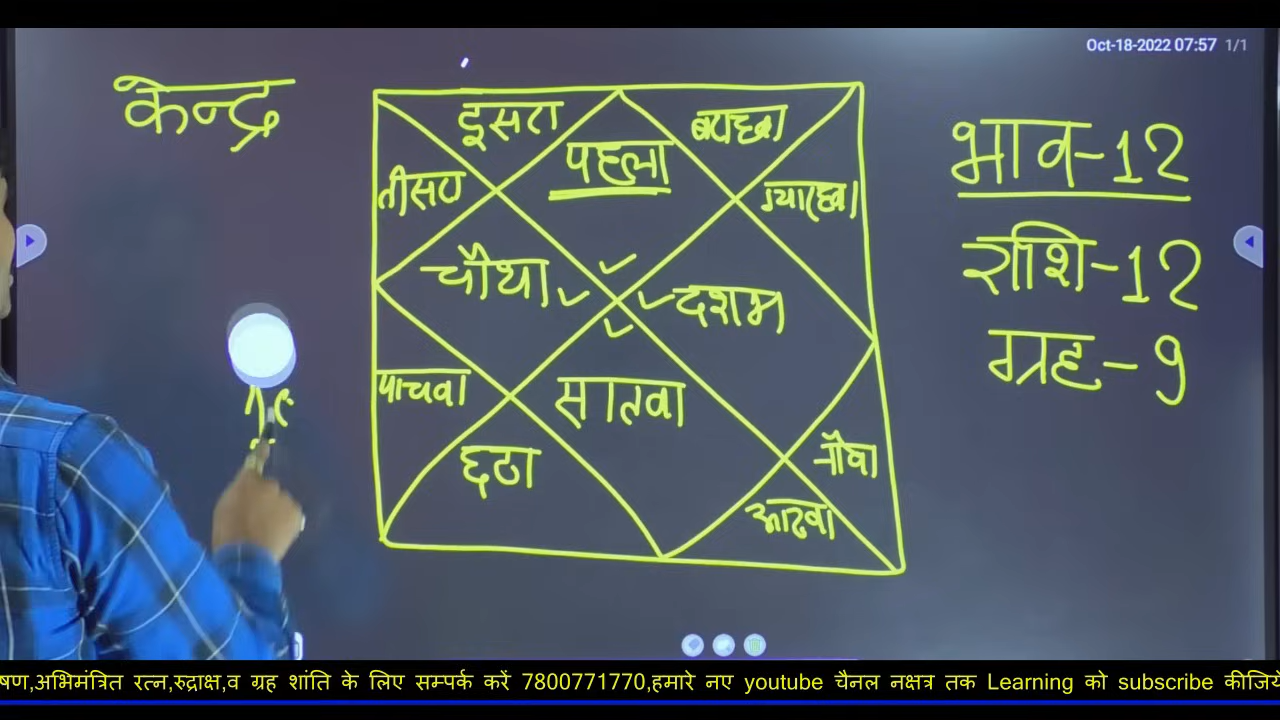 Oct-18-2022 07:57 1/1
केन्द्र
दूसरा
बारहवा
पहला
तीसरा
ग्यारहवा
चौथा
दशम
पाचवा
सातवा
छठा
नौवा
आठवा
भाव-12
राशि-12
ग्रह-9
षण,अभिमंत्रित रत्न,रुद्राक्ष,व ग्रह शांति के लिए सम्पर्क करें 7800771770,हमारे नए youtube चैनल नक्षत्र तक Learning को subscribe कीजिये